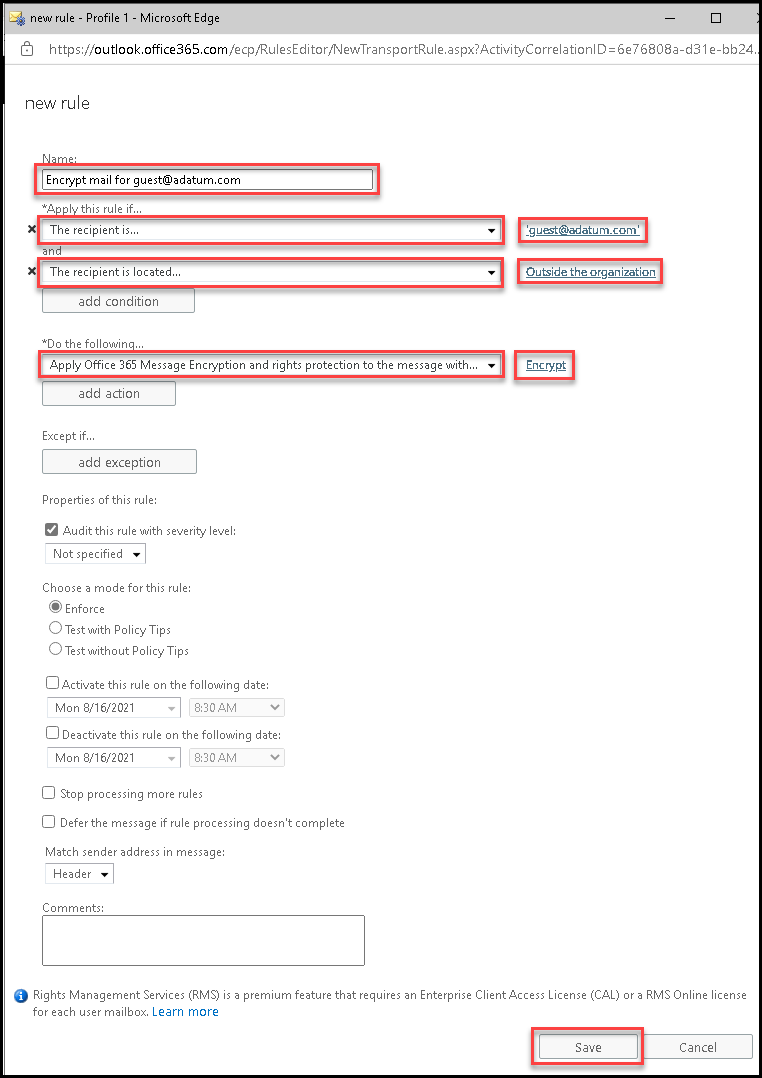 new rule - Profile 1 - Microsoft Edge
https://outlook.office365.com/ecp/RulesEditor/NewTransportRule.aspx?ActivityCorrelationID=6e76808a-d31e-bb24...
new rule
Name:
Encrypt mail for guest@adatum.com
*Apply this rule if...
The recipient is... 'guest@adatum.com'
and
The recipient is located... Outside the organization
add condition
*Do the following...
Apply Office 365 Message Encryption and rights protection to the message with... Encrypt
add action
Except if...
add exception
Properties of this rule:
Audit this rule with severity level:
Not specified
Choose a mode for this rule:
Enforce
Test with Policy Tips
Test without Policy Tips
Activate this rule on the following date:
Mon 8/16/2021 8:30 AM
Deactivate this rule on the following date:
Mon 8/16/2021 8:30 AM
Stop processing more rules
Defer the message if rule processing doesn't complete
Match sender address in message:
Header
Comments:
Rights Management Services (RMS) is a premium feature that requires an Enterprise Client Access License (CAL) or a RMS Online license
for each user mailbox. Learn more
Save Cancel